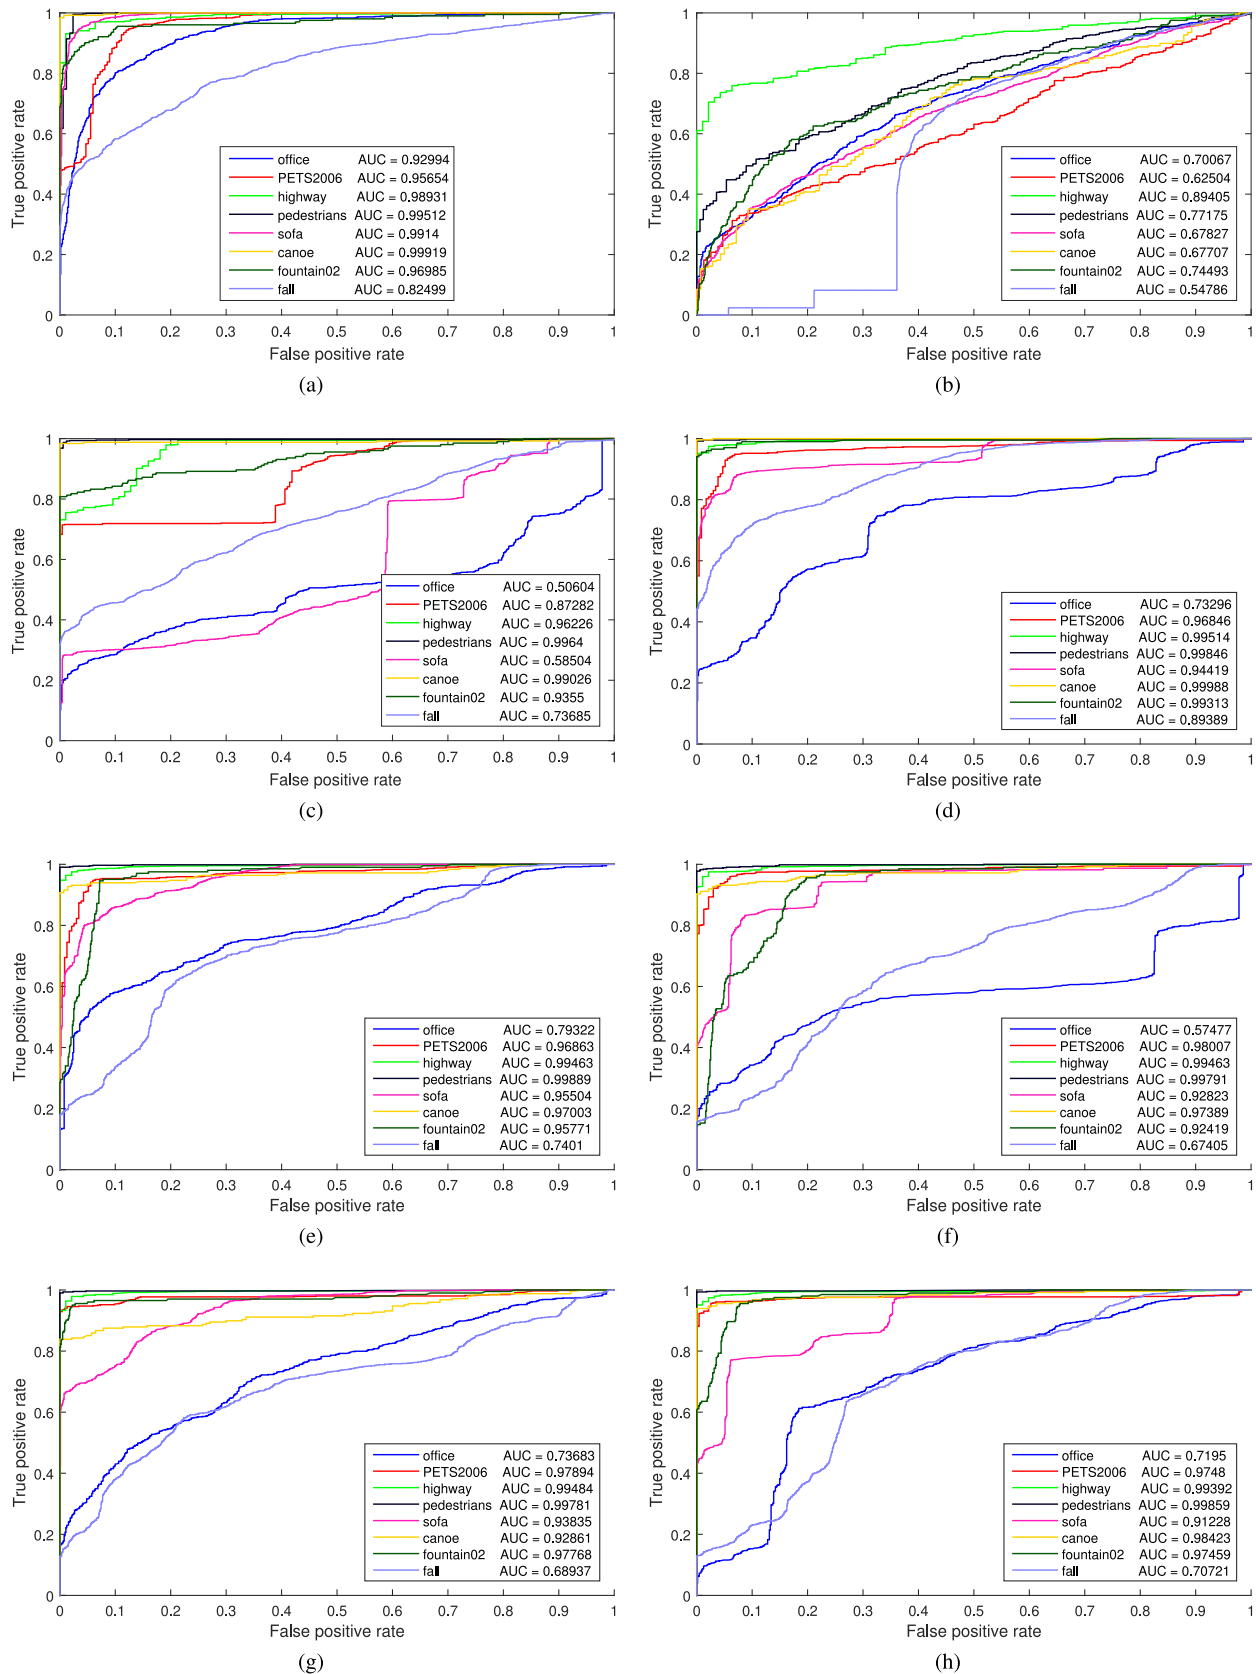 True positive rate
1
0.8
0.6
0.4
0.2
0
0 0.1 0.2 0.3 0.4 0.5 0.6 0.7 0.8 0.9 1
False positive rate
office AUC = 0.92994
PETS2006 AUC = 0.95654
highway AUC = 0.98931
pedestrians AUC = 0.99512
sofa AUC = 0.9914
canoe AUC = 0.99919
fountain02 AUC = 0.96985
fall AUC = 0.82499
(a)
True positive rate
1
0.8
0.6
0.4
0.2
0
0 0.1 0.2 0.3 0.4 0.5 0.6 0.7 0.8 0.9 1
False positive rate
office AUC = 0.70067
PETS2006 AUC = 0.62504
highway AUC = 0.89405
pedestrians AUC = 0.77175
sofa AUC = 0.67827
canoe AUC = 0.67707
fountain02 AUC = 0.74493
fall AUC = 0.54786
(b)
True positive rate
1
0.8
0.6
0.4
0.2
0
0 0.1 0.2 0.3 0.4 0.5 0.6 0.7 0.8 0.9 1
False positive rate
office AUC = 0.50604
PETS2006 AUC = 0.87282
highway AUC = 0.96226
pedestrians AUC = 0.9964
sofa AUC = 0.58504
canoe AUC = 0.99026
fountain02 AUC = 0.9355
fall AUC = 0.73685
(c)
True positive rate
1
0.8
0.6
0.4
0.2
0
0 0.1 0.2 0.3 0.4 0.5 0.6 0.7 0.8 0.9 1
False positive rate
office AUC = 0.73296
PETS2006 AUC = 0.96846
highway AUC = 0.99514
pedestrians AUC = 0.99846
sofa AUC = 0.94419
canoe AUC = 0.99988
fountain02 AUC = 0.99313
fall AUC = 0.89389
(d)
True positive rate
1
0.8
0.6
0.4
0.2
0
0 0.1 0.2 0.3 0.4 0.5 0.6 0.7 0.8 0.9 1
False positive rate
office AUC = 0.79322
PETS2006 AUC = 0.96863
highway AUC = 0.99463
pedestrians AUC = 0.99889
sofa AUC = 0.95504
canoe AUC = 0.97003
fountain02 AUC = 0.95771
fall AUC = 0.7401
(e)
True positive rate
1
0.8
0.6
0.4
0.2
0
0 0.1 0.2 0.3 0.4 0.5 0.6 0.7 0.8 0.9 1
False positive rate
office AUC = 0.57477
PETS2006 AUC = 0.98007
highway AUC = 0.99463
pedestrians AUC = 0.99791
sofa AUC = 0.92823
canoe AUC = 0.97389
fountain02 AUC = 0.92419
fall AUC = 0.67405
(f)
True positive rate
1
0.8
0.6
0.4
0.2
0
0 0.1 0.2 0.3 0.4 0.5 0.6 0.7 0.8 0.9 1
False positive rate
office AUC = 0.73683
PETS2006 AUC = 0.97894
highway AUC = 0.99484
pedestrians AUC = 0.99781
sofa AUC = 0.93835
canoe AUC = 0.92861
fountain02 AUC = 0.97768
fall AUC = 0.68937
(g)
True positive rate
1
0.8
0.6
0.4
0.2
0
0 0.1 0.2 0.3 0.4 0.5 0.6 0.7 0.8 0.9 1
False positive rate
office AUC = 0.7195
PETS2006 AUC = 0.9748
highway AUC = 0.99392
pedestrians AUC = 0.99859
sofa AUC = 0.91228
canoe AUC = 0.98423
fountain02 AUC = 0.97459
fall AUC = 0.70721
(h)